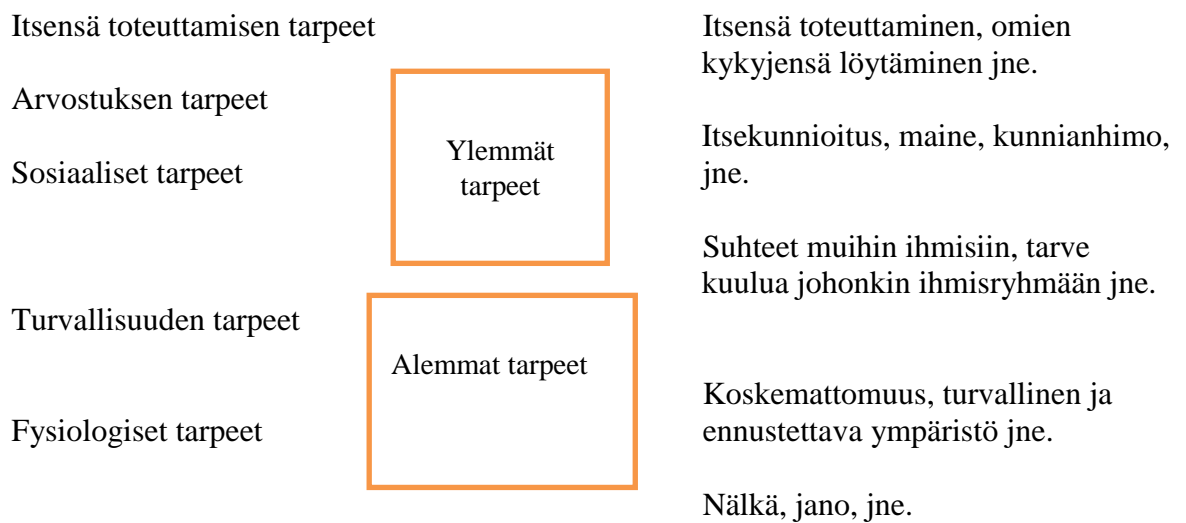 Itsensä toteuttamisen tarpeet
Arvostuksen tarpeet
Sosiaaliset tarpeet
Turvallisuuden tarpeet
Fysiologiset tarpeet
Ylemmät
tarpeet
Alemmat tarpeet
Itsensä toteuttaminen, omien
kykyjensä löytäminen jne.
Itsekunnioitus, maine, kunnianhimo,
jne.
Suhteet muihin ihmisiin, tarve
kuulua johonkin ihmisryhmään jne.
Koskemattomuus, turvallinen ja
ennustettava ympäristö jne.
Nälkä, jano, jne.